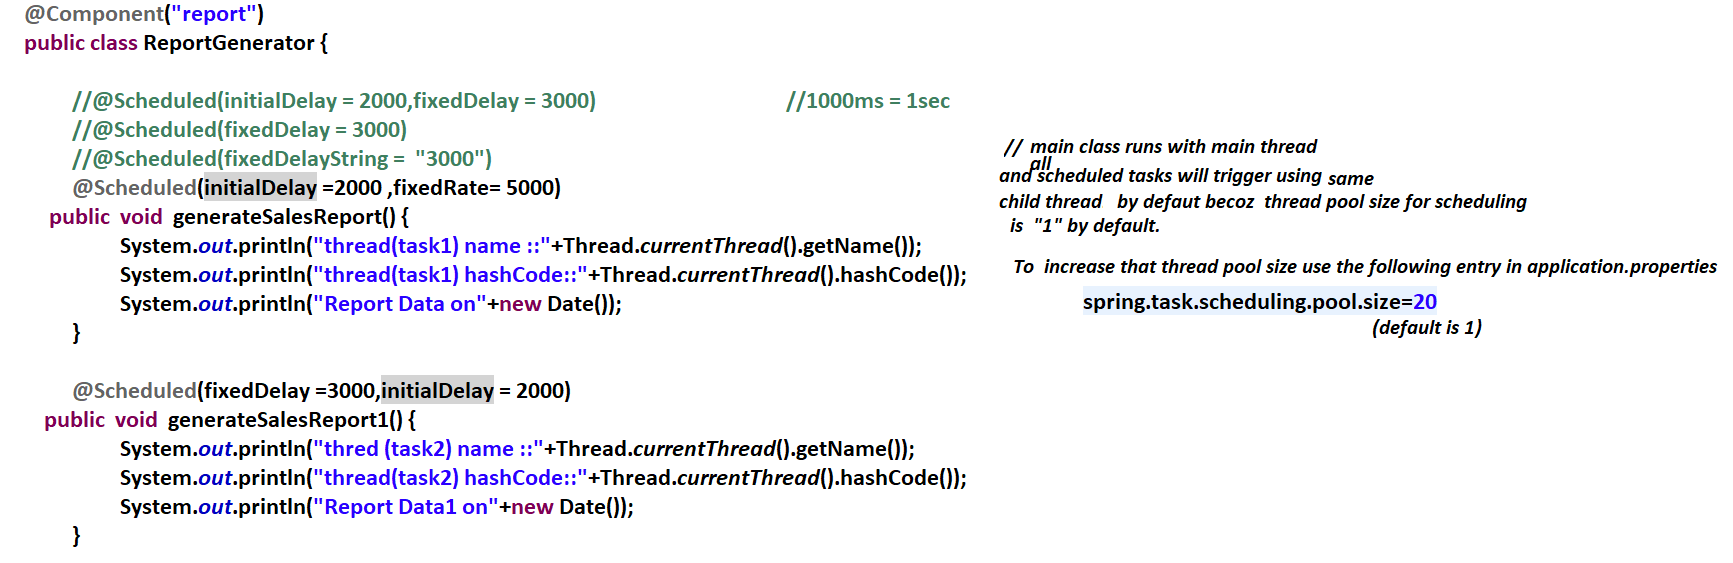 @Component("report")
public class ReportGenerator {
//@Scheduled(initialDelay = 2000,fixedDelay = 3000) //1000ms = 1sec
//@Scheduled(fixedDelay = 3000)
//@Scheduled(fixedDelayString = "3000")
@Scheduled(initialDelay =2000 ,fixedRate= 5000)
public void generateSalesReport() {
System.out.println("thread(task1) name ::"+Thread.currentThread().getName());
System.out.println("thread(task1) hashCode::"+Thread.currentThread().hashCode());
System.out.println("Report Data on"+new Date());
}
@Scheduled(fixedDelay =3000,initialDelay = 2000)
public void generateSalesReport1() {
System.out.println("thred (task2) name ::"+Thread.currentThread().getName());
System.out.println("thread(task2) hashCode::"+Thread.currentThread().hashCode());
System.out.println("Report Data1 on"+new Date());
}
// main class runs with main thread
all
and scheduled tasks will trigger using same
child thread by defaut becoz thread pool size for scheduling
is "1" by default.
To increase that thread pool size use the following entry in application.properties
spring.task.scheduling.pool.size=20
(default is 1)